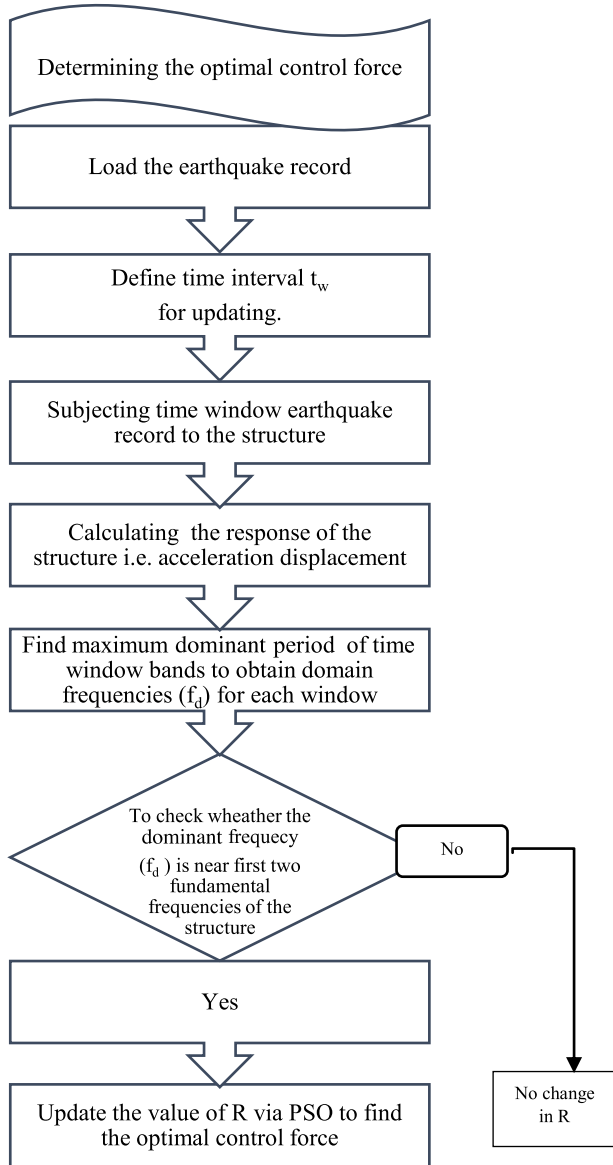 Determining the optimal control force
Load the earthquake record
Define time interval t_w
for updating.
Subjecting time window earthquake
record to the structure
Calculating the response of the
structure i.e. acceleration displacement
Find maximum dominant period of time
window bands to obtain domain
frequencies (f_d) for each window
To check wheather the
dominant frequecy
(f_d ) is near first two
fundamental
frequencies of the
structure
No
Yes
No change
in R
Update the value of R via PSO to find
the optimal control force